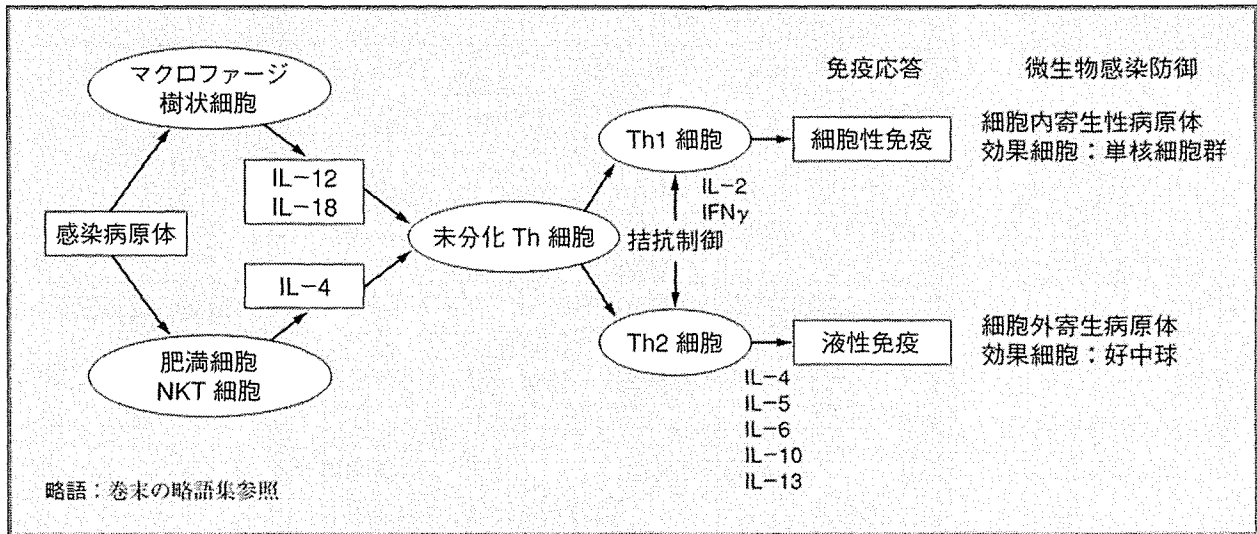 マクロファージ
樹状細胞
IL-12
IL-18
感染病原体
IL-4
肥満細胞
NKT 細胞
未分化 Th 細胞
免疫応答
微生物感染防御
Th1 細胞
細胞性免疫
細胞内寄生性病原体
効果細胞：単核細胞群
IL-2
IFNγ
拮抗制御
Th2 細胞
液性免疫
細胞外寄生病原体
効果細胞：好中球
IL-4
IL-5
IL-6
IL-10
IL-13
略語：巻末の略語集参照